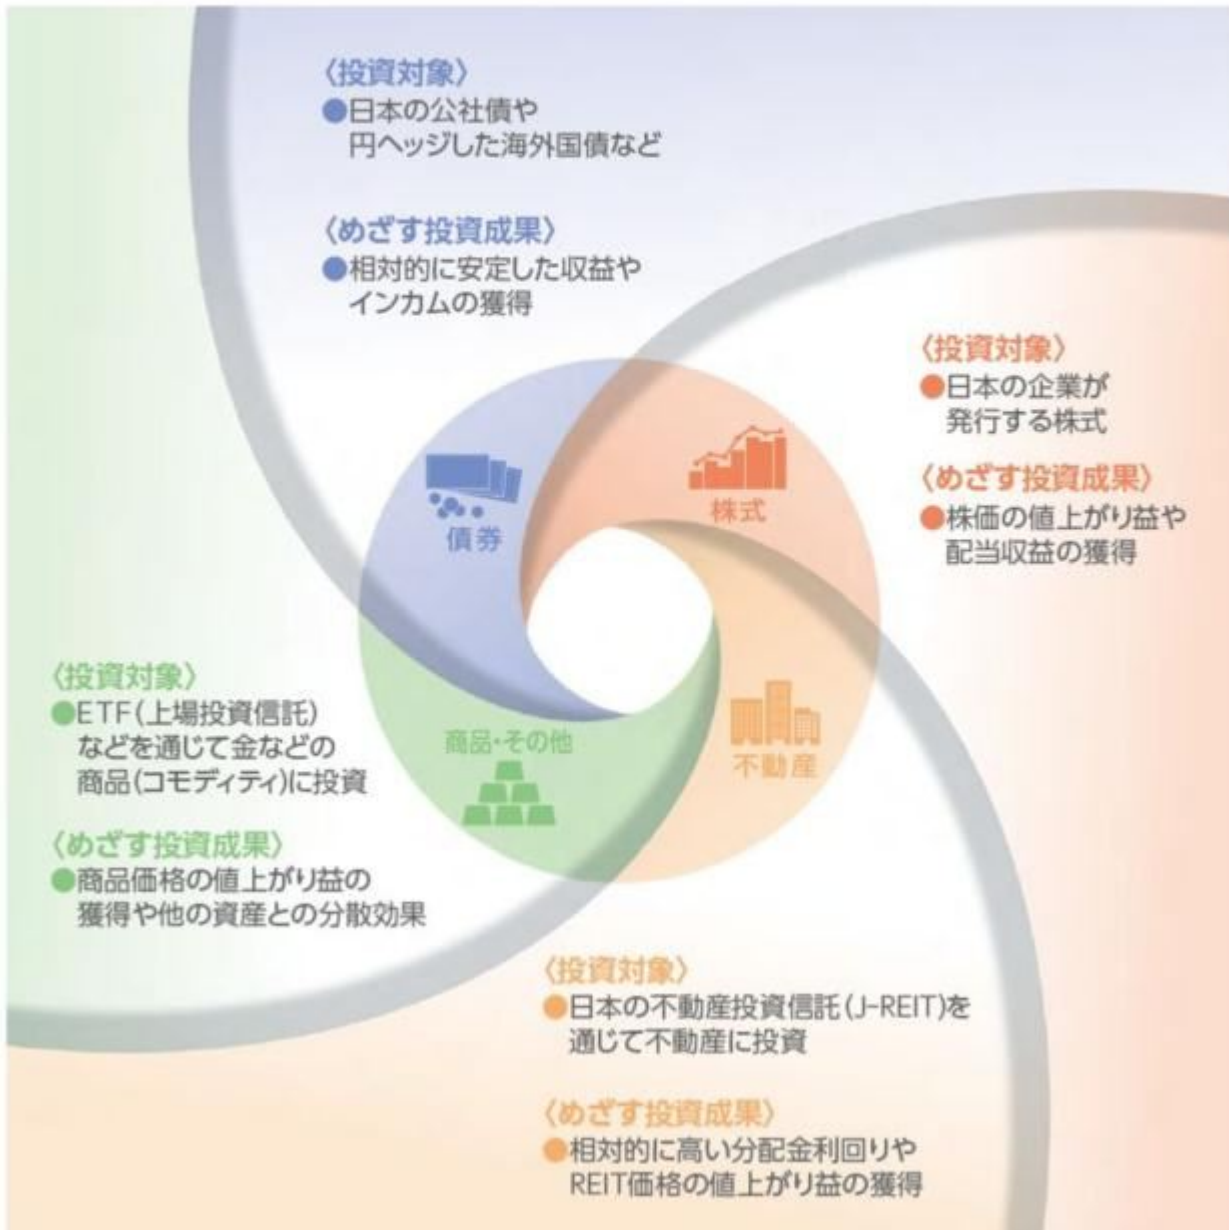 〈投資対象〉
●日本の公社債や
円ヘッジした海外国債など
〈めざす投資成果〉
●相対的に安定した収益や
インカムの獲得
〈投資対象〉
●日本の企業が
発行する株式
〈めざす投資成果〉
●株価の値上がり益や
配当収益の獲得
債券
株式
〈投資対象〉
●ETF(上場投資信託)
などを通じて金などの
商品(コモディティ)に投資
〈めざす投資成果〉
●商品価格の値上がり益の
獲得や他の資産との分散効果
商品・その他
不動産
〈投資対象〉
●日本の不動産投資信託(J-REIT)を
通じて不動産に投資
〈めざす投資成果〉
●相対的に高い分配金利回りや
REIT価格の値上がり益の獲得